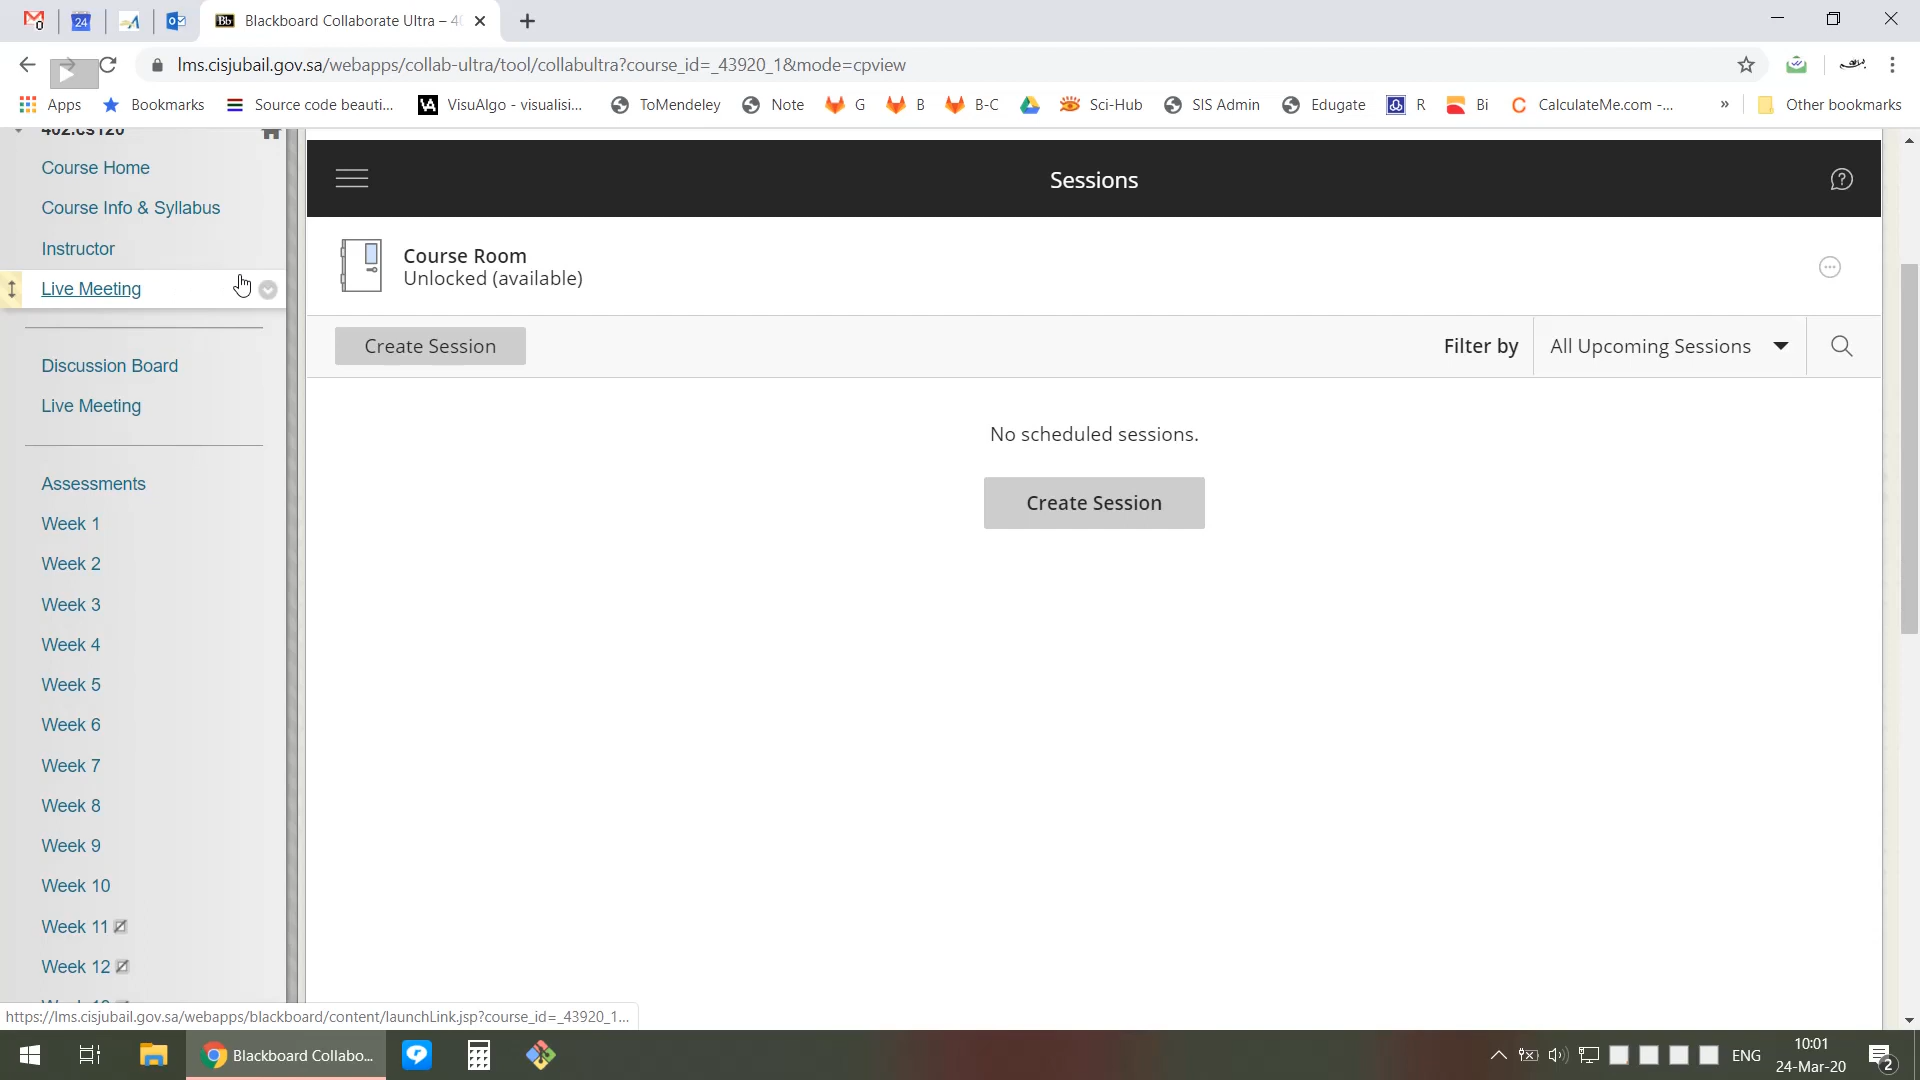 24
Blackboard Collaborate Ultra – 4
lms.cisjubail.gov.sa/webapps/collab-ultra/tool/collabultra?course_id=_43920_1&mode=cpview
Apps Bookmarks Source code beauti... VisuAlgo - visualisi... ToMendeley Note G B B-C Sci-Hub SIS Admin Edugate R Bi CalculateMe.com -... » Other bookmarks
402.cs120
Course Home
Course Info & Syllabus
Instructor
Live Meeting
Discussion Board
Live Meeting
Assessments
Week 1
Week 2
Week 3
Week 4
Week 5
Week 6
Week 7
Week 8
Week 9
Week 10
Week 11
Week 12
Sessions
Course Room
Unlocked (available)
Create Session
Filter by All Upcoming Sessions
No scheduled sessions.
Create Session
https://lms.cisjubail.gov.sa/webapps/blackboard/content/launchLink.jsp?course_id=_43920_1...
Blackboard Collabo...
ENG
10:01
24-Mar-20
2